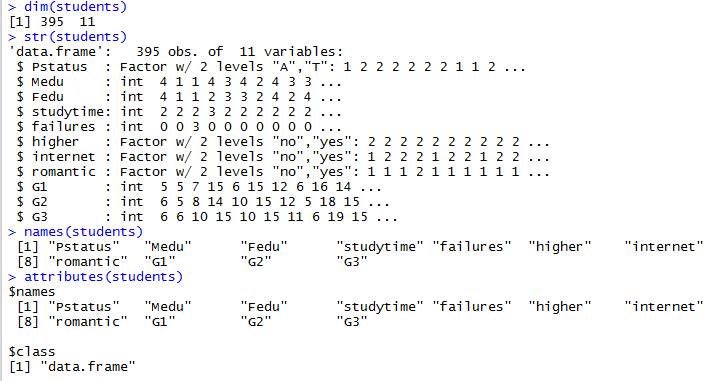 > dim(students)
[1] 395  11
> str(students)
'data.frame':   395 obs. of  11 variables:
 $ Pstatus  : Factor w/ 2 levels "A","T": 1 2 2 2 2 2 2 1 1 2 ...
 $ Medu     : int  4 1 1 4 3 4 2 4 3 3 ...
 $ Fedu     : int  4 1 1 2 3 3 2 4 2 4 ...
 $ studytime: int  2 2 2 3 2 2 2 2 2 2 ...
 $ failures : int  0 0 3 0 0 0 0 0 0 0 ...
 $ higher   : Factor w/ 2 levels "no","yes": 2 2 2 2 2 2 2 2 2 2 ...
 $ internet : Factor w/ 2 levels "no","yes": 1 2 2 2 1 2 2 1 2 2 ...
 $ romantic : Factor w/ 2 levels "no","yes": 1 1 1 2 1 1 1 1 1 1 ...
 $ G1       : int  5 5 7 15 6 15 12 6 16 14 ...
 $ G2       : int  6 5 8 14 10 15 12 5 18 15 ...
 $ G3       : int  6 6 10 15 10 15 11 6 19 15 ...
> names(students)
 [1] "Pstatus"   "Medu"      "Fedu"      "studytime" "failures"  "higher"    "internet"
 [8] "romantic"  "G1"        "G2"        "G3"
> attributes(students)
$names
 [1] "Pstatus"   "Medu"      "Fedu"      "studytime" "failures"  "higher"    "internet"
 [8] "romantic"  "G1"        "G2"        "G3"
$class
[1] "data.frame"